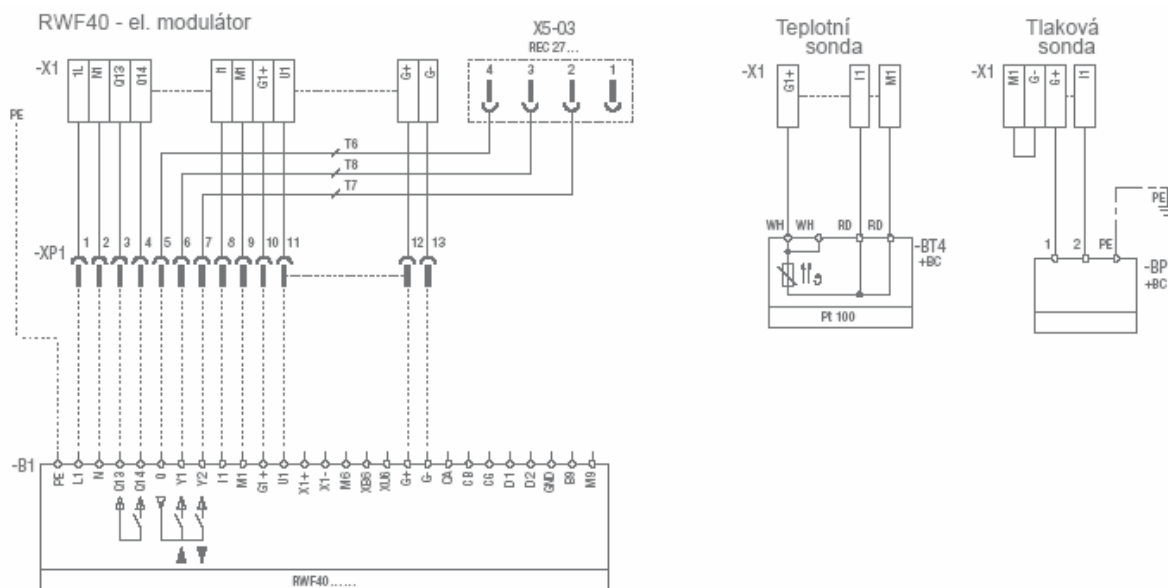 RWF40 - el. modulátor
X5-03
REC 27...
Teplotní
sonda
Tlaková
sonda
-X1
1L
N1
Q13
Q14
I1
M1
G1+
U1
G+
G-
4
3
2
1
-X1
G1+
I1
M1
-X1
M1
G-
G+
I1
PE
T6
T8
T7
PE
-XP1
1
2
3
4
5
6
7
8
9
10
11
12
13
WH
WH
RD
RD
-BT4
+BC
Pt 100
1
2
PE
-BP
+BC
-B1
PE
L1
N
Q13
Q14
Q
Y1
Y2
I1
M1
G1+
U1
X1+
X1-
M6
XB6
XU6
G+
G-
CA
CB
CG
D1
D2
GND
B9
M9
RWF40......